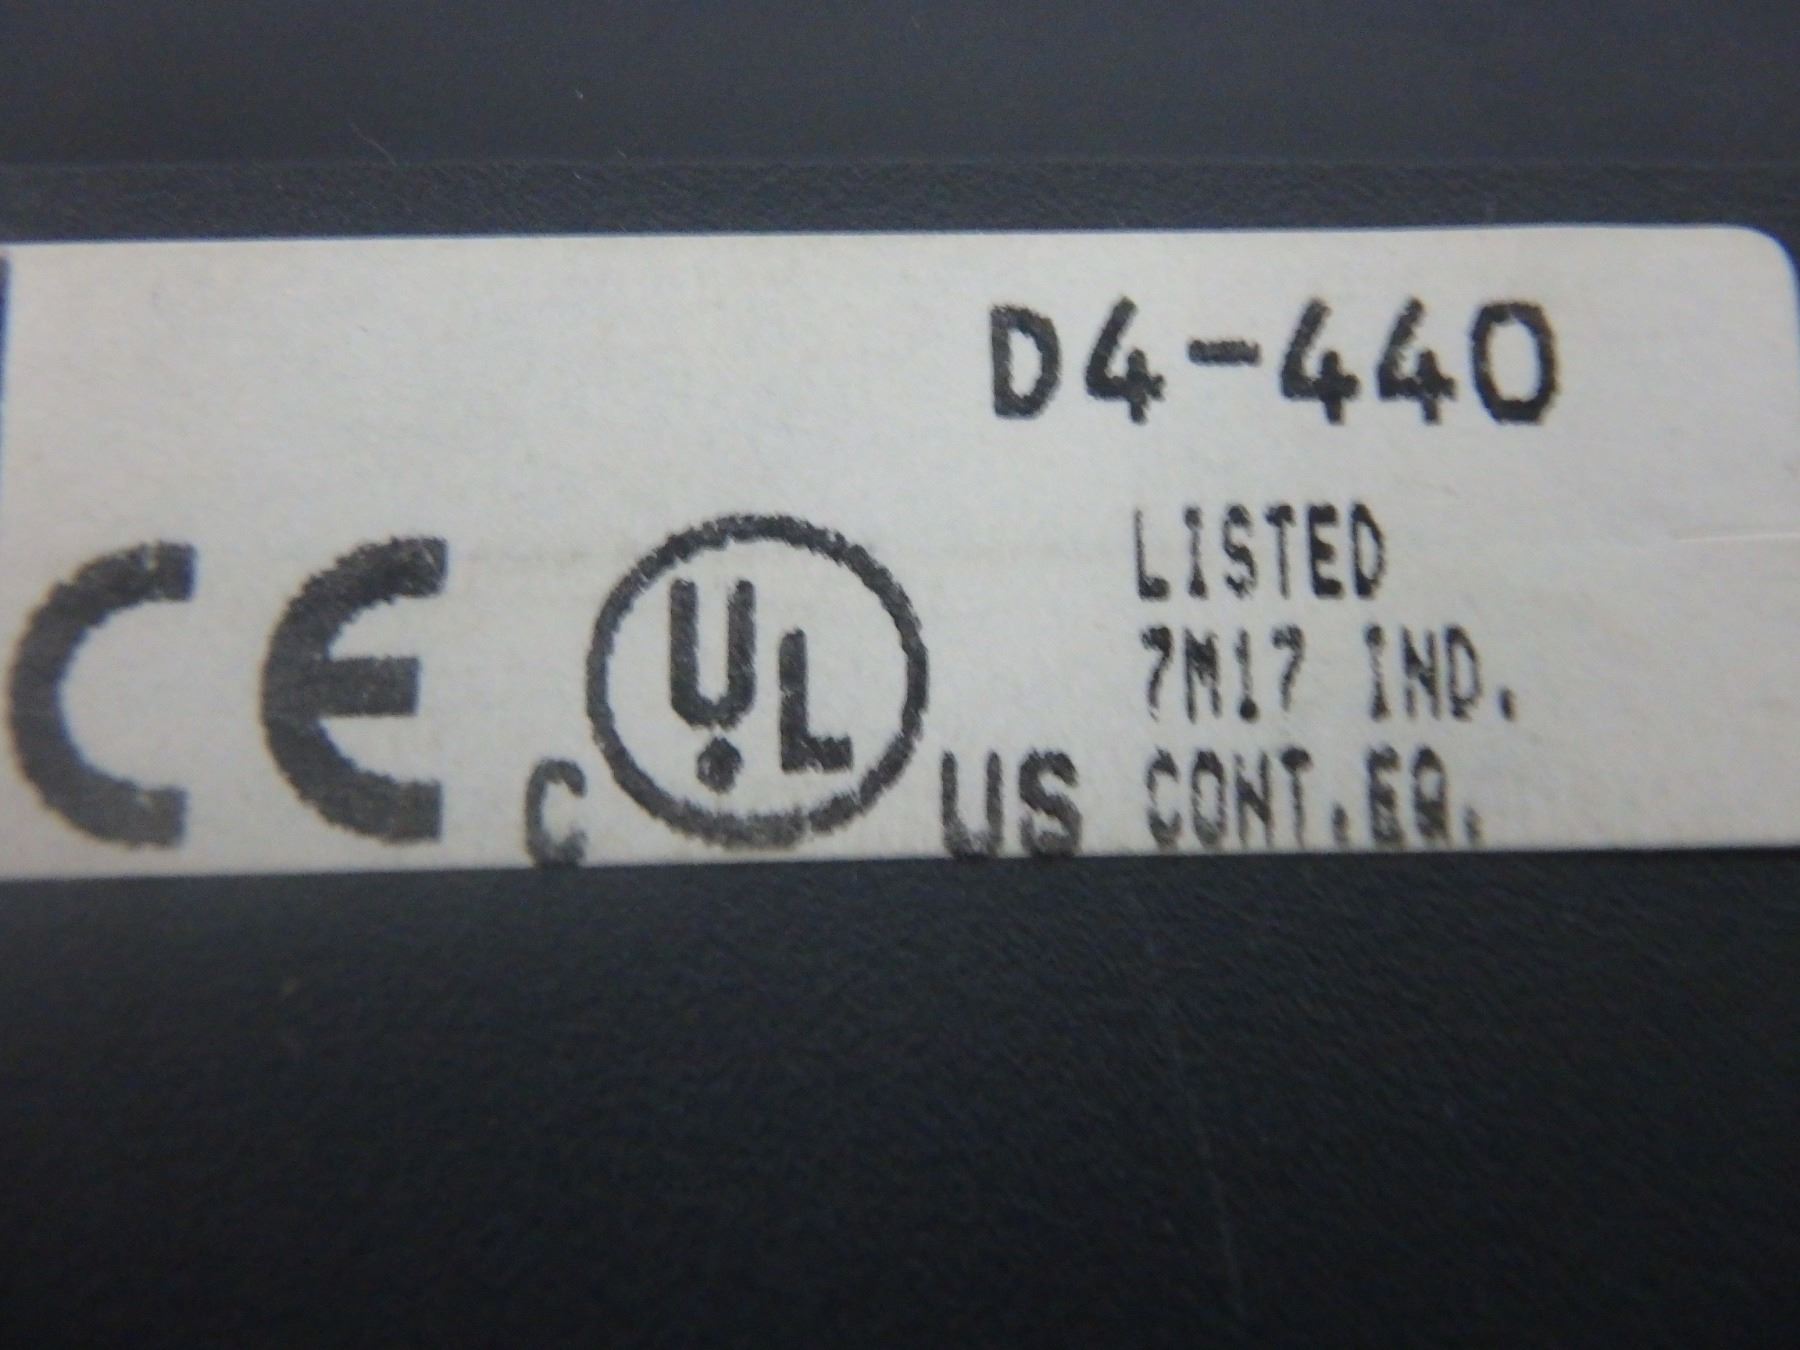 D4-440
CE
C UL US
LISTED
7M17 IND.
CONT.EQ.